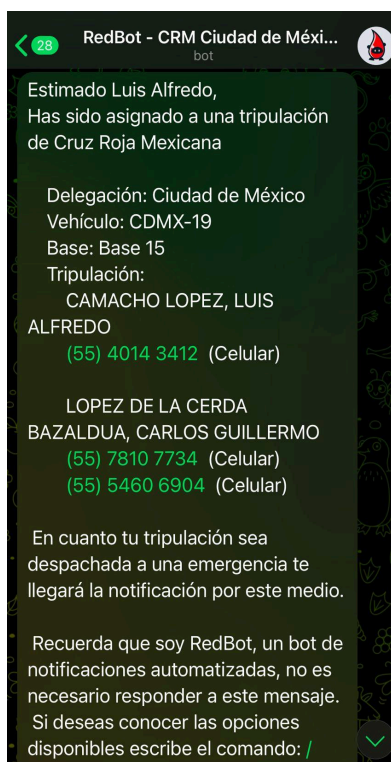 28
RedBot - CRM Ciudad de Méxi...
bot
Estimado Luis Alfredo,
Has sido asignado a una tripulación
de Cruz Roja Mexicana
Delegación: Ciudad de México
Vehículo: CDMX-19
Base: Base 15
Tripulación:
CAMACHO LOPEZ, LUIS
ALFREDO
(55) 4014 3412 (Celular)
LOPEZ DE LA CERDA
BAZALDUA, CARLOS GUILLERMO
(55) 7810 7734 (Celular)
(55) 5460 6904 (Celular)
En cuanto tu tripulación sea
despachada a una emergencia te
llegará la notificación por este medio.
Recuerda que soy RedBot, un bot de
notificaciones automatizadas, no es
necesario responder a este mensaje.
Si deseas conocer las opciones
disponibles escribe el comando: /